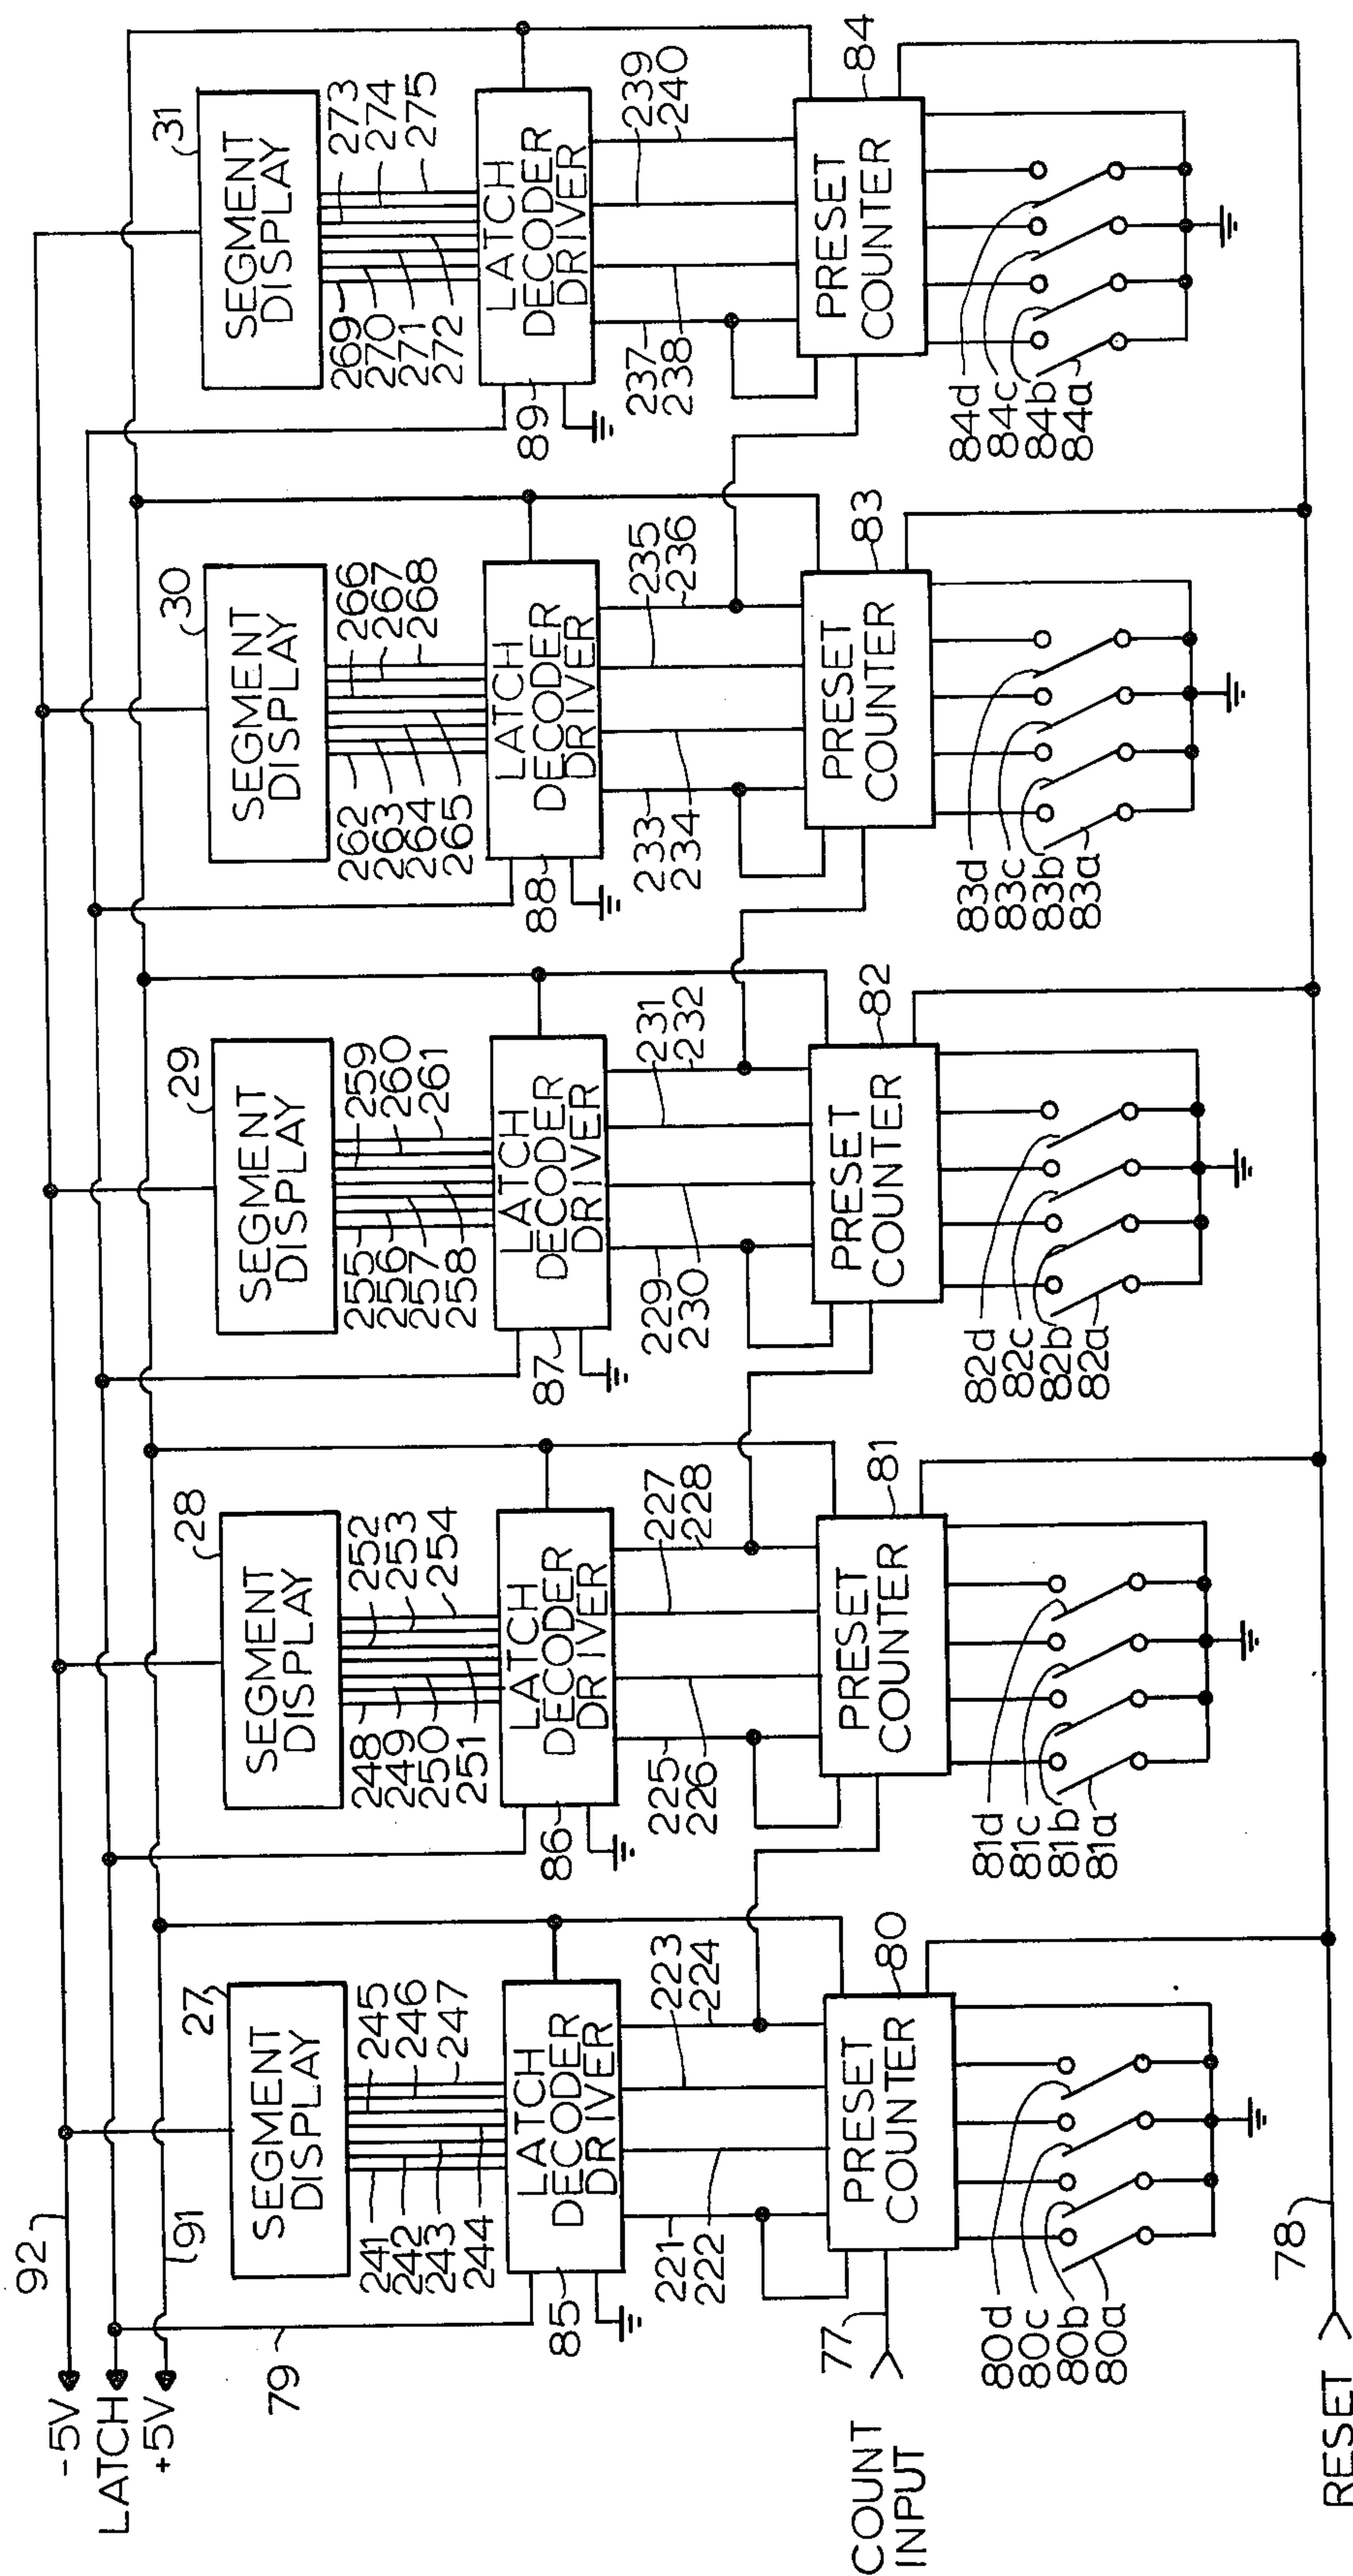 -5V
LATCH
+5V
92
91
79
27
SEGMENT
DISPLAY
241
242
243
244
245
246
247
LATCH
DECODER
DRIVER
85
221
222
223
224
77
COUNT
INPUT
PRESET
COUNTER
80
80d
80c
80b
80a
28
SEGMENT
DISPLAY
248
249
250
251
252
253
254
LATCH
DECODER
DRIVER
86
225
226
227
228
PRESET
COUNTER
81
81d
81c
81b
81a
29
SEGMENT
DISPLAY
255
256
257
258
259
260
261
LATCH
DECODER
DRIVER
87
229
230
231
232
PRESET
COUNTER
82
82d
82c
82b
82a
30
SEGMENT
DISPLAY
262
263
264
265
266
267
268
LATCH
DECODER
DRIVER
88
233
234
235
236
PRESET
COUNTER
83
83d
83c
83b
83a
31
SEGMENT
DISPLAY
269
270
271
272
273
274
275
LATCH
DECODER
DRIVER
89
237
238
239
240
PRESET
COUNTER
84
84d
84c
84b
84a
78
RESET